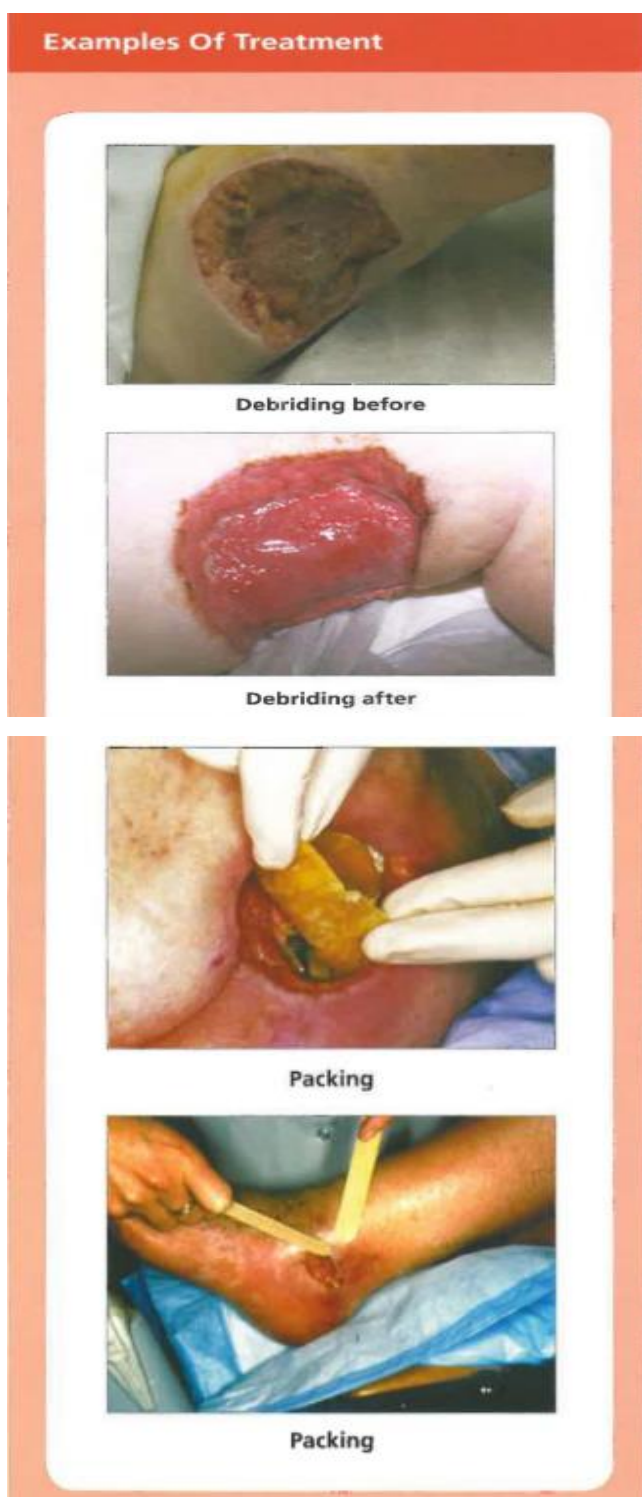 Examples Of Treatment
Debriding before
Debriding after
Packing
Packing